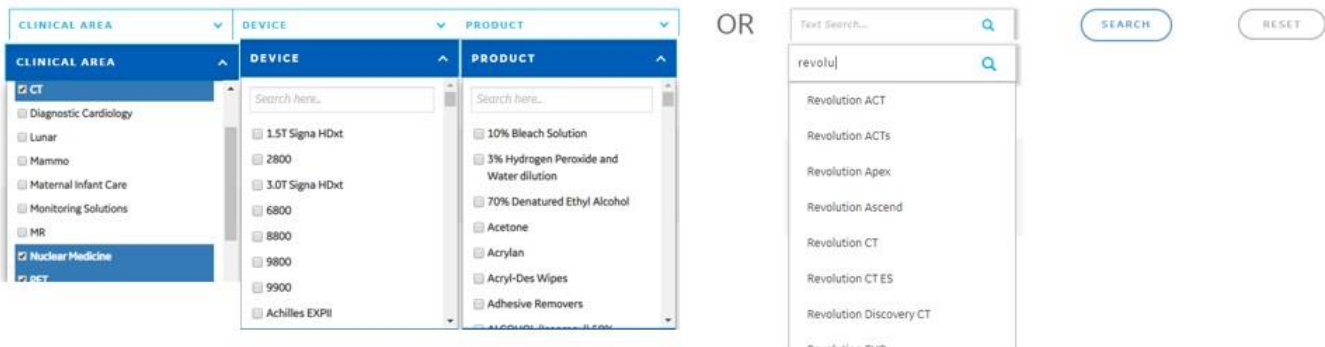 CLINICAL AREA
DEVICE
PRODUCT
OR
Text Search...
SEARCH
RESET
CLINICAL AREA
CT
Diagnostic Cardiology
Lunar
Mammo
Maternal Infant Care
Monitoring Solutions
MR
Nuclear Medicine
PET
DEVICE
Search here..
1.5T Signa HDxt
2800
3.0T Signa HDxt
6800
8800
9800
9900
Achilles EXPII
PRODUCT
Search here..
10% Bleach Solution
3% Hydrogen Peroxide and
Water dilution
70% Denatured Ethyl Alcohol
Acetone
Acrylan
Acryl-Des Wipes
Adhesive Removers
revolu
Revolution ACT
Revolution ACTs
Revolution Apex
Revolution Ascend
Revolution CT
Revolution CT ES
Revolution Discovery CT